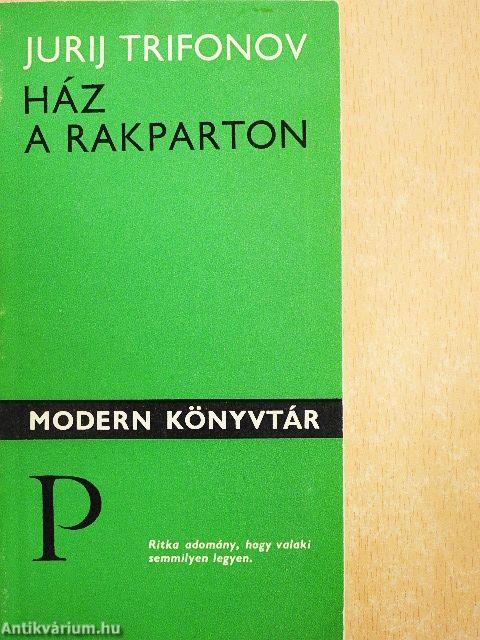 JURIJ TRIFONOV
HÁZ
A RAKPARTON
MODERN KÖNYVTÁR
P
Ritka adomány, hogy valaki
semmilyen legyen.
Antikvárium.hu